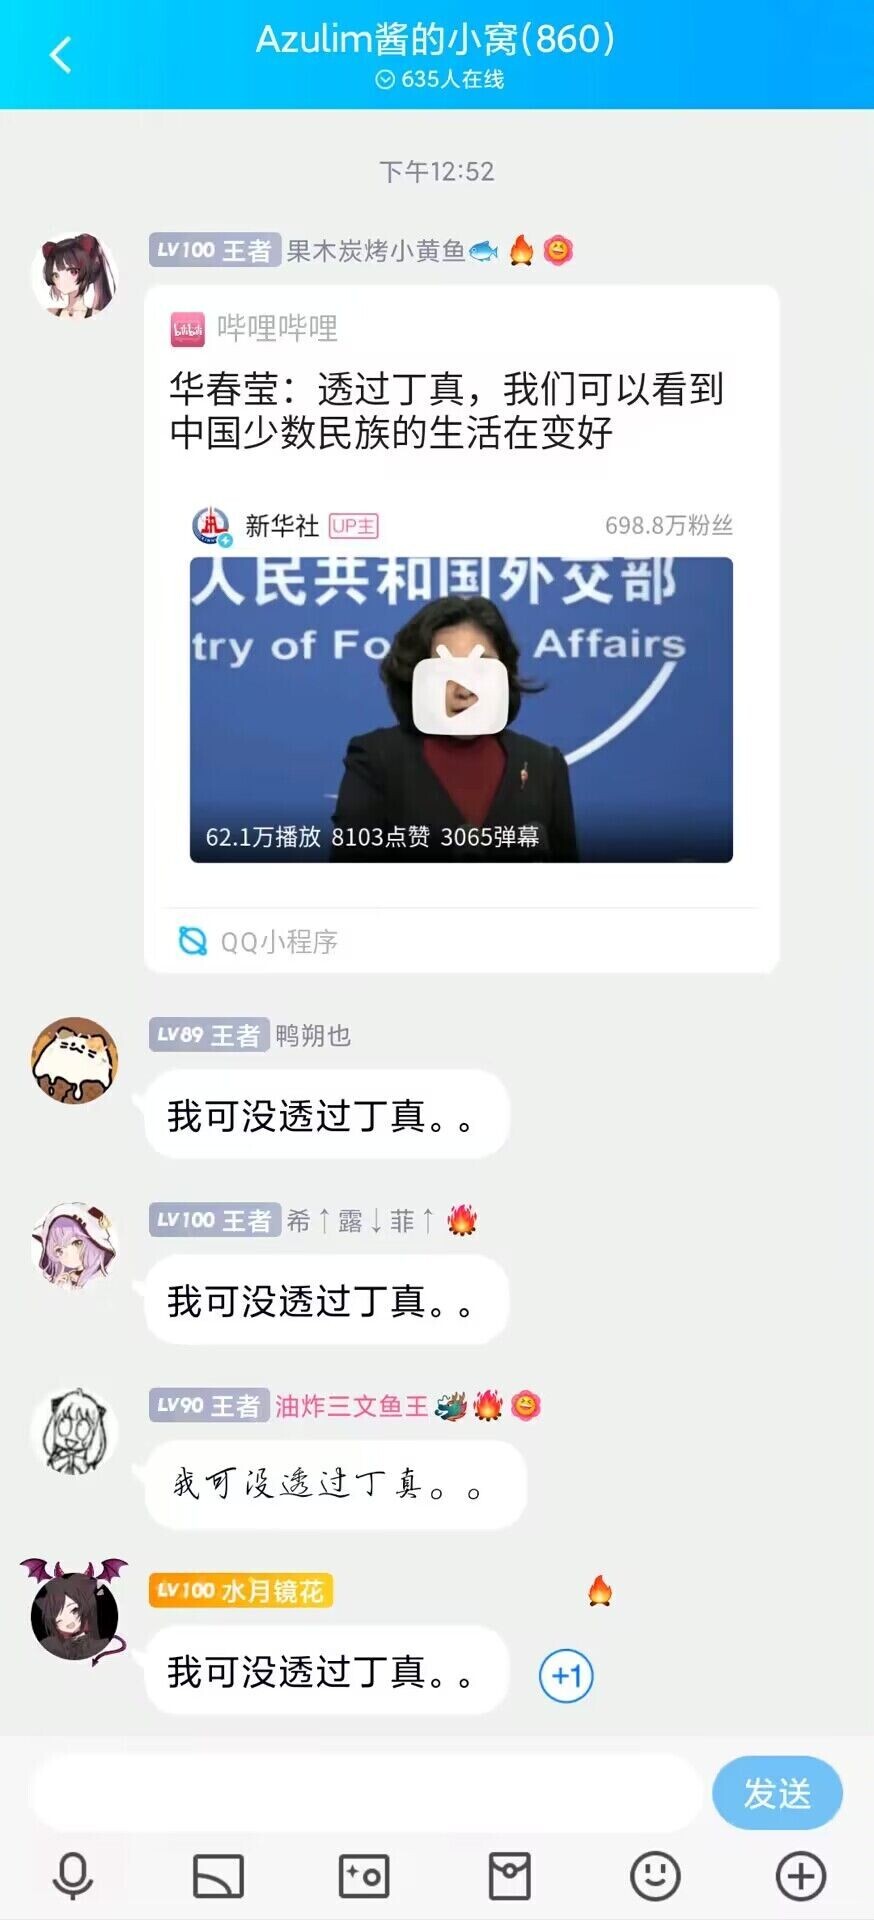 Azulim酱的小窝(860)
635人在线
下午12:52
LV100 王者 果木炭烤小黄鱼
bilibili 哔哩哔哩
华春莹：透过丁真，我们可以看到
中国少数民族的生活在变好
新华社 UP主 698.8万粉丝
人民共和国外交部
try of Fo Affairs
62.1万播放 8103点赞 3065弹幕
QQ小程序
LV89 王者 鸭朔也
我可没透过丁真。。
LV100 王者 希↑露↓菲↑
我可没透过丁真。。
LV90 王者 油炸三文鱼王
我可没透过丁真。。
LV100 水月镜花
我可没透过丁真。。 +1
发送